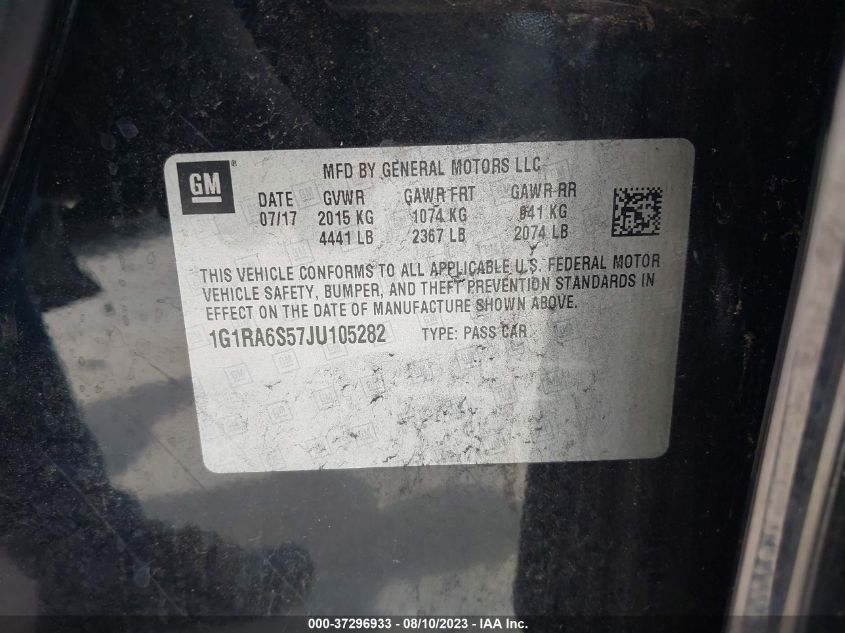 GM ®
MFD BY GENERAL MOTORS LLC
DATE GVWR GAWR FRT GAWR RR
07/17 2015 KG 1074 KG 941 KG
4441 LB 2367 LB 2074 LB
THIS VEHICLE CONFORMS TO ALL APPLICABLE U.S. FEDERAL MOTOR
VEHICLE SAFETY, BUMPER, AND THEFT PREVENTION STANDARDS IN
EFFECT ON THE DATE OF MANUFACTURE SHOWN ABOVE.
1G1RA6S57JU105282 TYPE: PASS CAR
000-37296933 - 08/10/2023 - IAA Inc.